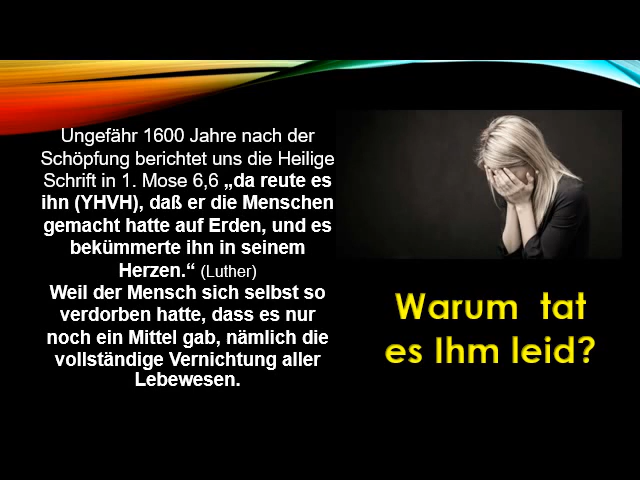 Ungefähr 1600 Jahre nach der
Schöpfung berichtet uns die Heilige
Schrift in 1. Mose 6,6 „da reute es
ihn (YHVH), daß er die Menschen
gemacht hatte auf Erden, und es
bekümmerte ihn in seinem
Herzen.“ (Luther)
Weil der Mensch sich selbst so
verdorben hatte, dass es nur
noch ein Mittel gab, nämlich die
vollständige Vernichtung aller
Lebewesen.
Warum tat
es Ihm leid?